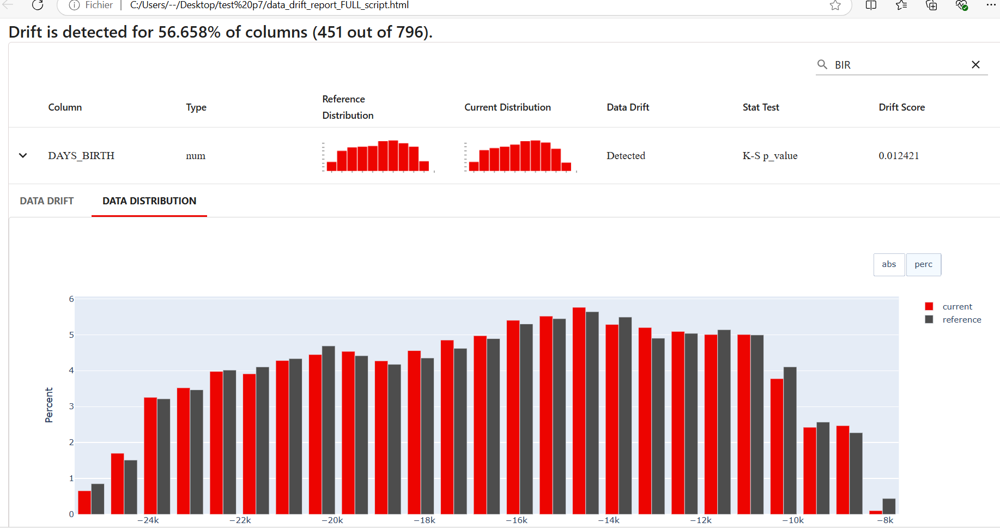 Fichier C:/Users/--/Desktop/test%20p7/data_drift_report_FULL_script.html
Drift is detected for 56.658% of columns (451 out of 796).
BIR
Column Type Reference Distribution Current Distribution Data Drift Stat Test Drift Score
DAYS_BIRTH num Detected K-S p_value 0.012421
DATA DRIFT DATA DISTRIBUTION
abs perc
6
5
4
3
2
1
0
Percent
−24k −22k −20k −18k −16k −14k −12k −10k −8k
current
reference